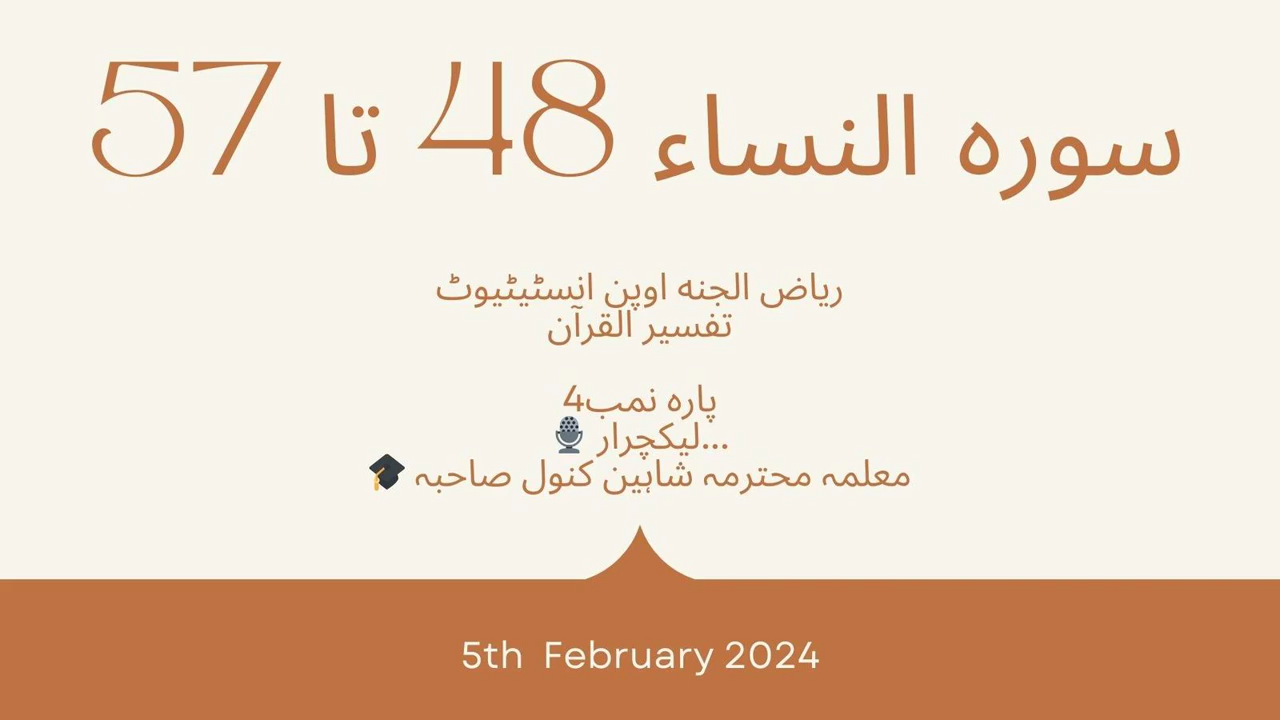 سورہ النساء 48 تا 57
ریاض الجنه اوپن انسٹیٹیوٹ
تفسیر القرآن
پارہ نمب4
...لیکچرار 🎙️
معلمہ محترمہ شاہین کنول صاحبہ 🎓
5th February 2024